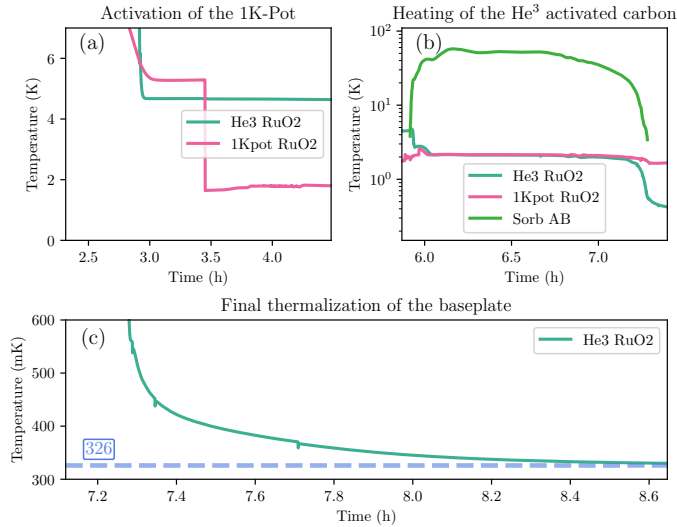 Activation of the 1K-Pot
(a)
Temperature (K)
6
4
2
0
He3 RuO2
1Kpot RuO2
2.5 3.0 3.5 4.0
Time (h)
Heating of the He³ activated carbon
(b)
Temperature (K)
10²
10¹
10⁰
He3 RuO2
1Kpot RuO2
Sorb AB
6.0 6.5 7.0
Time (h)
Final thermalization of the baseplate
(c)
Temperature (mK)
600
500
400
300
He3 RuO2
326
7.2 7.4 7.6 7.8 8.0 8.2 8.4 8.6
Time (h)